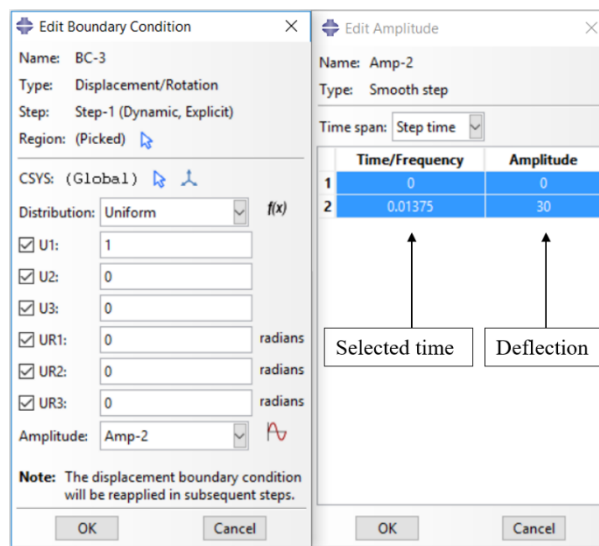 Edit Boundary Condition
Name: BC-3
Type: Displacement/Rotation
Step: Step-1 (Dynamic, Explicit)
Region: (Picked)
CSYS: (Global)
Distribution: Uniform f(x)
U1: 1
U2: 0
U3: 0
UR1: 0 radians
UR2: 0 radians
UR3: 0 radians
Amplitude: Amp-2
Note: The displacement boundary condition
will be reapplied in subsequent steps.
OK Cancel
Edit Amplitude
Name: Amp-2
Type: Smooth step
Time span: Step time
Time/Frequency Amplitude
1 0 0
2 0.01375 30
Selected time Deflection
OK Cancel